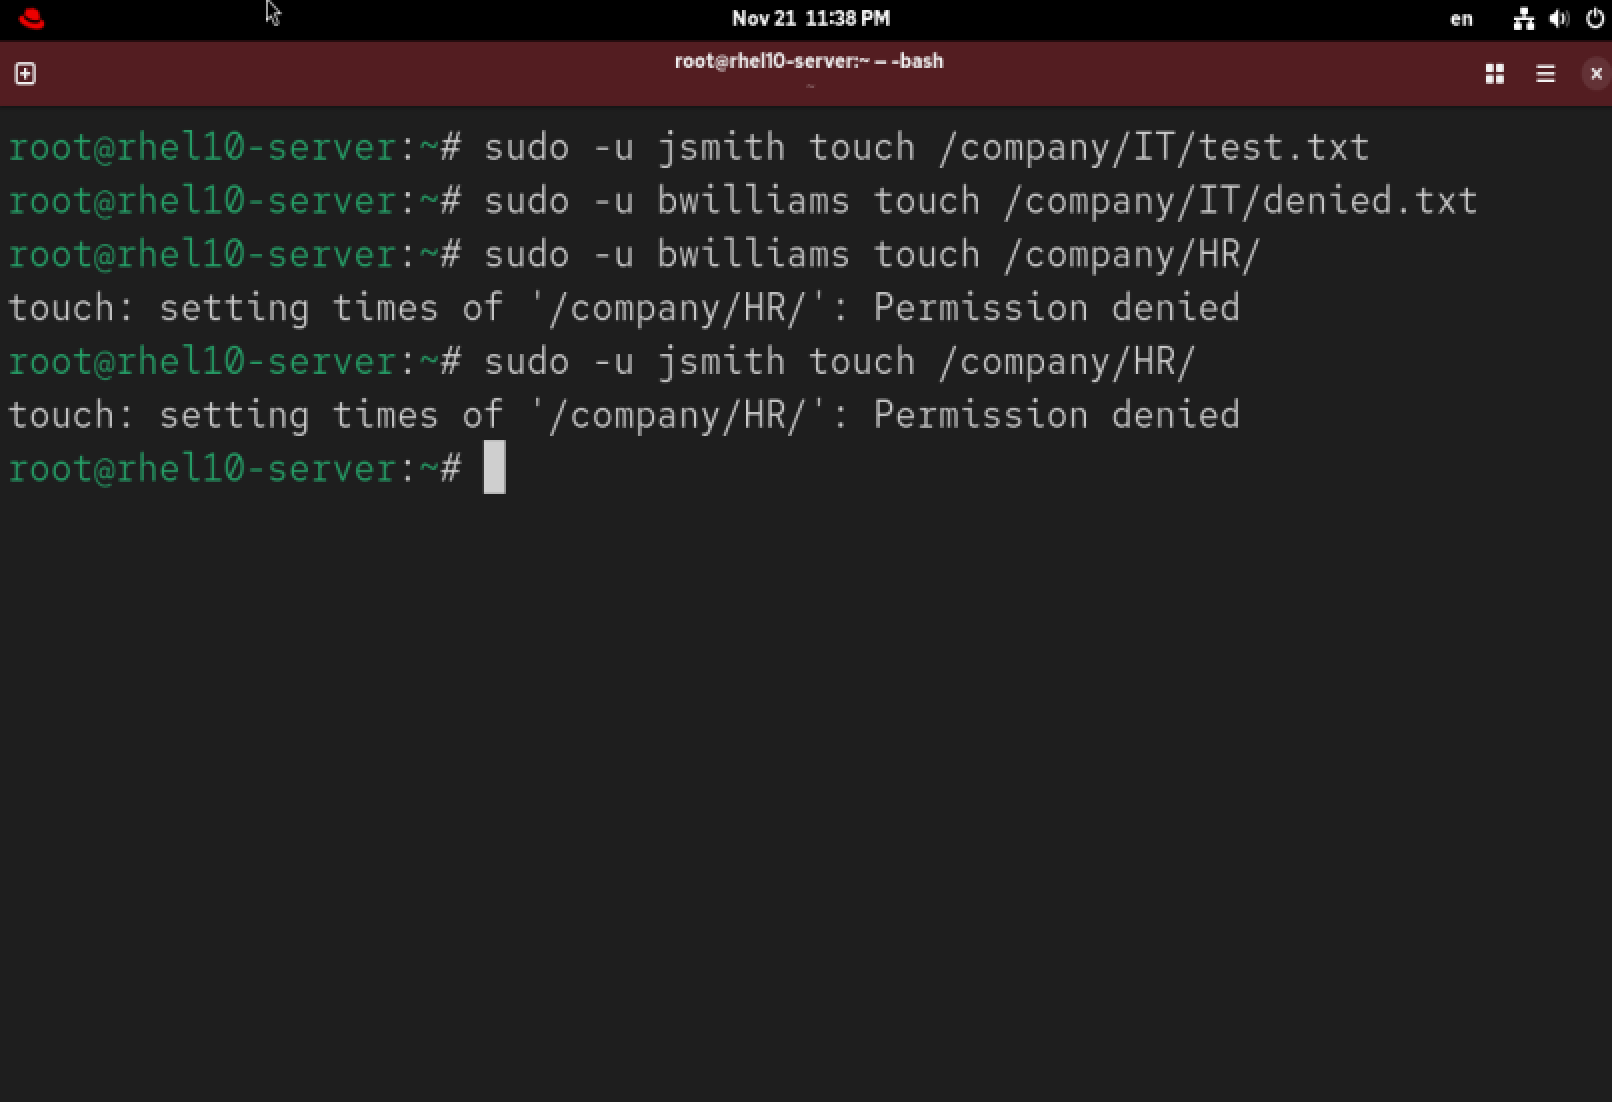 Nov 21 11:38 PM
en
root@rhel10-server:~ — -bash
~
root@rhel10-server:~# sudo -u jsmith touch /company/IT/test.txt
root@rhel10-server:~# sudo -u bwilliams touch /company/IT/denied.txt
root@rhel10-server:~# sudo -u bwilliams touch /company/HR/
touch: setting times of '/company/HR/': Permission denied
root@rhel10-server:~# sudo -u jsmith touch /company/HR/
touch: setting times of '/company/HR/': Permission denied
root@rhel10-server:~#